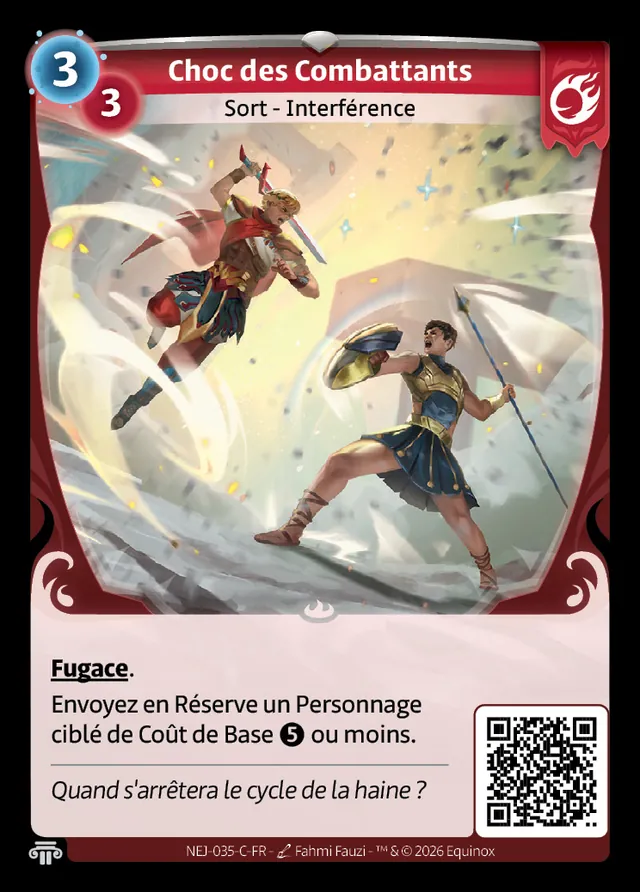 3
Choc des Combattants
3
Sort - Interférence
Fugace.
Envoyez en Réserve un Personnage
ciblé de Coût de Base 5 ou moins.
Quand s'arrêtera le cycle de la haine ?
NEJ-035-C-FR - Fahmi Fauzi - ™ & © 2026 Equinox